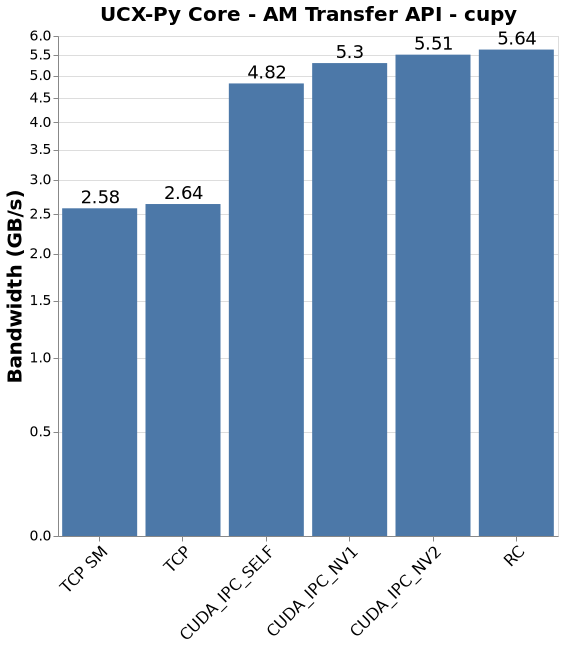 UCX-Py Core - AM Transfer API - cupy
Bandwidth (GB/s)
6.0
5.5
5.0
4.5
4.0
3.5
3.0
2.5
2.0
1.5
1.0
0.5
0.0
2.58
2.64
4.82
5.3
5.51
5.64
TCP SM
TCP
CUDA_IPC_SELF
CUDA_IPC_NV1
CUDA_IPC_NV2
RC